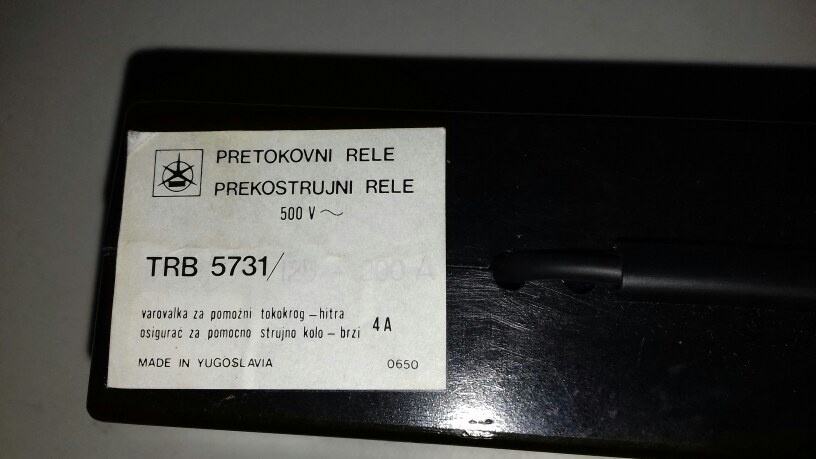 PRETOKOVNI RELE
PREKOSTRUJNI RELE
500 V ~
TRB 5731/
varovalka za pomožni tokokrog – hitra
osigurač za pomocno strujno kolo – brzi 4 A
MADE IN YUGOSLAVIA 0650